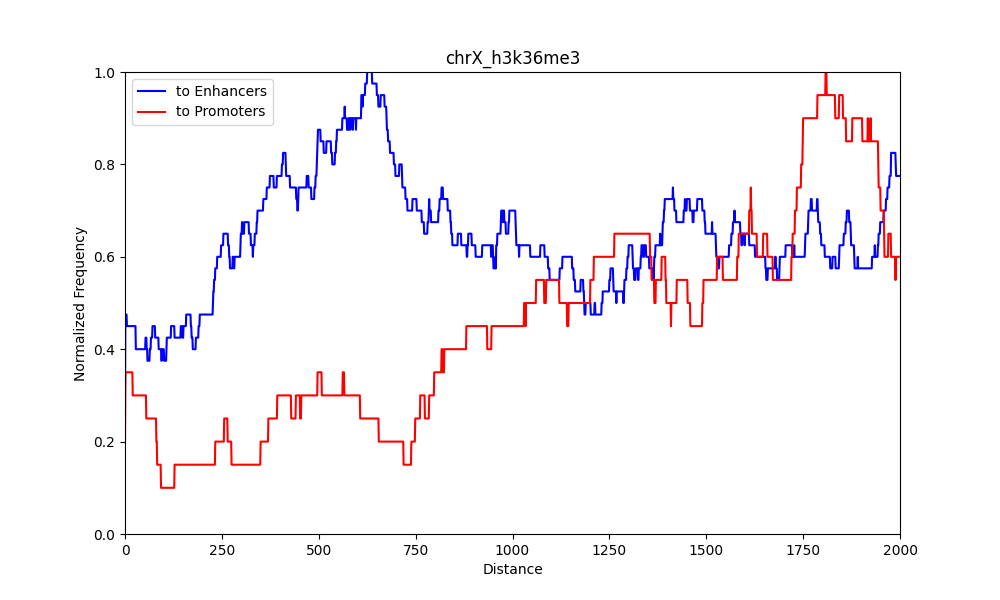 chrX_h3k36me3
to Enhancers
to Promoters
Normalized Frequency
1.0
0.8
0.6
0.4
0.2
0.0
0 250 500 750 1000 1250 1500 1750 2000
Distance